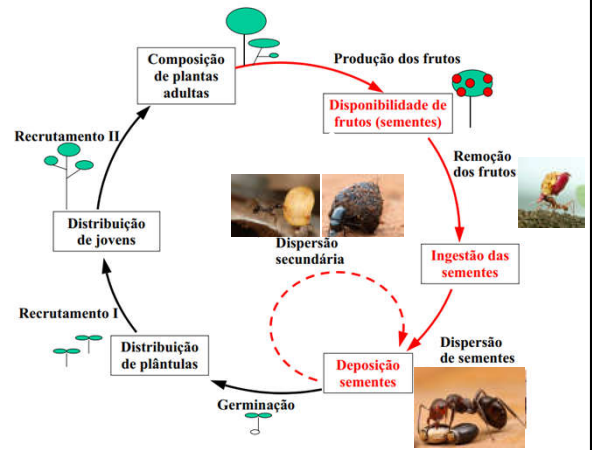 Composição
de plantas
adultas
Produção dos frutos
Disponibilidade de
frutos (sementes)
Remoção
dos frutos
Ingestão das
sementes
Dispersão
de sementes
Deposição
sementes
Dispersão
secundária
Germinação
Distribuição
de plântulas
Recrutamento I
Distribuição
de jovens
Recrutamento II